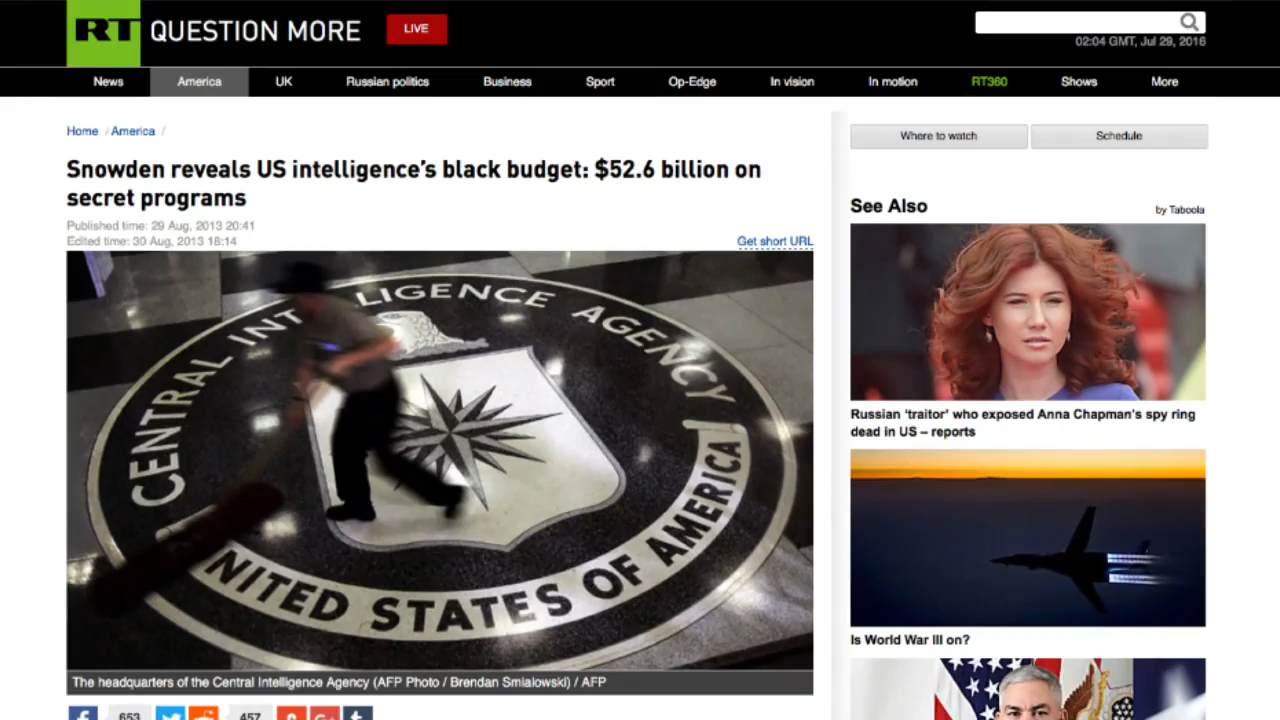 RT QUESTION MORE LIVE
02:04 GMT, Jul 29, 2016
News America UK Russian politics Business Sport Op-Edge In vision In motion RT360 Shows More
Home / America /
Where to watch Schedule
Snowden reveals US intelligence's black budget: $52.6 billion on
secret programs
Published time: 29 Aug, 2013 20:41
Edited time: 30 Aug, 2013 18:14
Get short URL
CENTRAL INTELLIGENCE AGENCY
UNITED STATES OF AMERICA
The headquarters of the Central Intelligence Agency (AFP Photo / Brendan Smialowski) / AFP
653 457
See Also
by Taboola
Russian 'traitor' who exposed Anna Chapman's spy ring
dead in US – reports
Is World War III on?